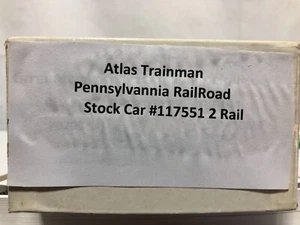 Atlas Trainman
Pennsylvannia RailRoad
Stock Car #117551 2 Rail